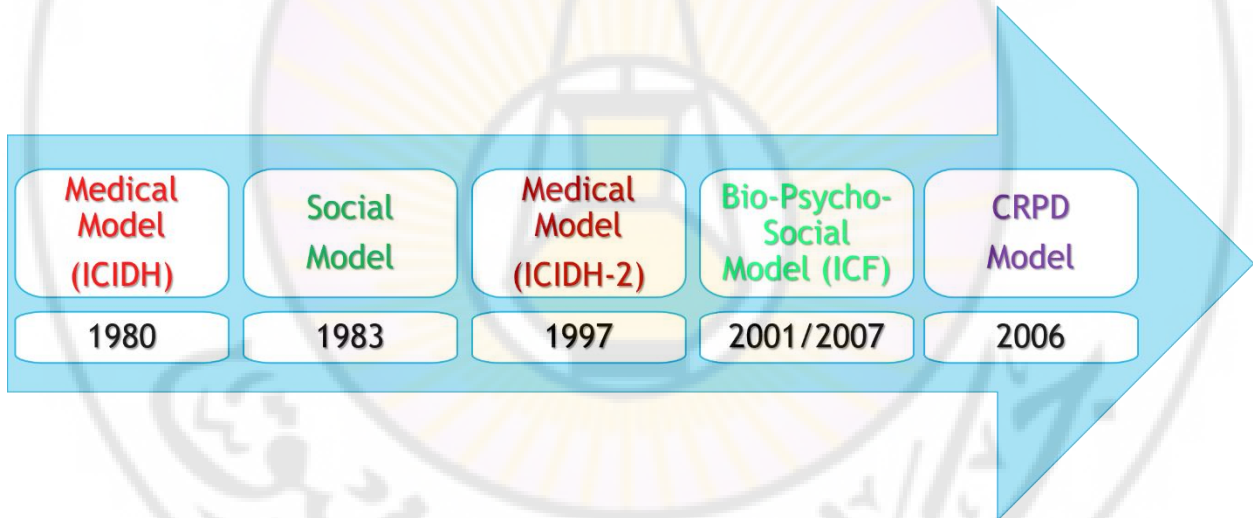 Medical
Model
(ICIDH)
1980
Social
Model
1983
Medical
Model
(ICIDH-2)
1997
Bio-Psycho-
Social
Model (ICF)
2001/2007
CRPD
Model
2006